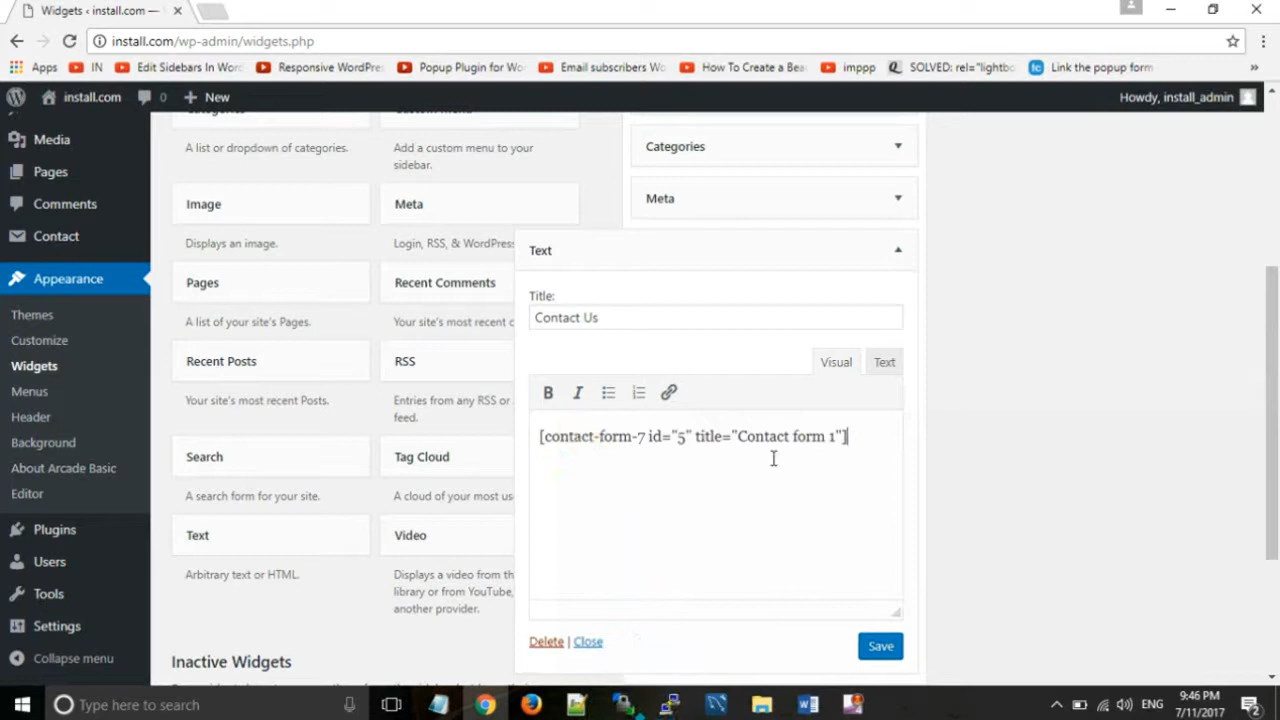 Widgets ‹ install.com —
install.com/wp-admin/widgets.php
Apps IN Edit Sidebars In Word Responsive WordPre Popup Plugin for Wo Email subscribers Wo How To Create a Bea imppp SOLVED: rel="lightbo Link the popup form
»
install.com 0 New Howdy, install_admin
Media
Pages
Comments
Contact
Appearance
Themes
Customize
Widgets
Menus
Header
Background
About Arcade Basic
Editor
Plugins
Users
Tools
Settings
Collapse menu
A list or dropdown of categories.
Add a custom menu to your
sidebar.
Image
Displays an image.
Meta
Login, RSS, & WordPress
Pages
A list of your site's Pages.
Recent Comments
Your site's most recent c
Recent Posts
Your site's most recent Posts.
RSS
Entries from any RSS or
feed.
Search
A search form for your site.
Tag Cloud
A cloud of your most us
Text
Arbitrary text or HTML.
Video
Displays a video from th
library or from YouTube,
another provider.
Inactive Widgets
Categories
Meta
Text
Title:
Contact Us
Visual Text
B I
[contact-form-7 id="5" title="Contact form 1"]
Delete | Close
Save
Type here to search
ENG
9:46 PM
7/11/2017
2